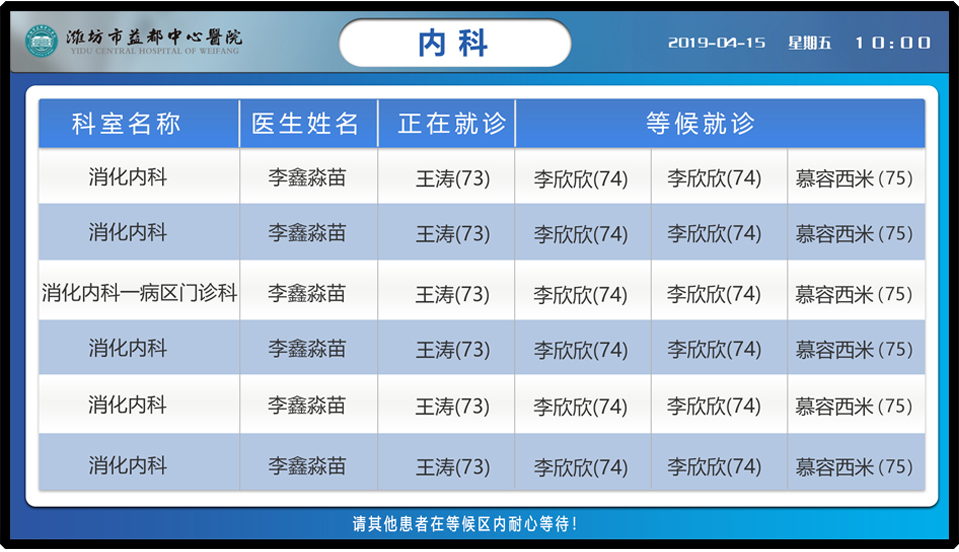 潍坊市益都中心醫院
YIDU CENTRAL HOSPITAL OF WEIFANG
内科
2019-04-15 星期五 10:00
科室名称 医生姓名 正在就诊 等候就诊
消化内科 李鑫淼苗 王涛(73) 李欣欣(74) 李欣欣(74) 慕容西米(75)
消化内科 李鑫淼苗 王涛(73) 李欣欣(74) 李欣欣(74) 慕容西米(75)
消化内科一病区门诊科 李鑫淼苗 王涛(73) 李欣欣(74) 李欣欣(74) 慕容西米(75)
消化内科 李鑫淼苗 王涛(73) 李欣欣(74) 李欣欣(74) 慕容西米(75)
消化内科 李鑫淼苗 王涛(73) 李欣欣(74) 李欣欣(74) 慕容西米(75)
消化内科 李鑫淼苗 王涛(73) 李欣欣(74) 李欣欣(74) 慕容西米(75)
请其他患者在等候区内耐心等待!